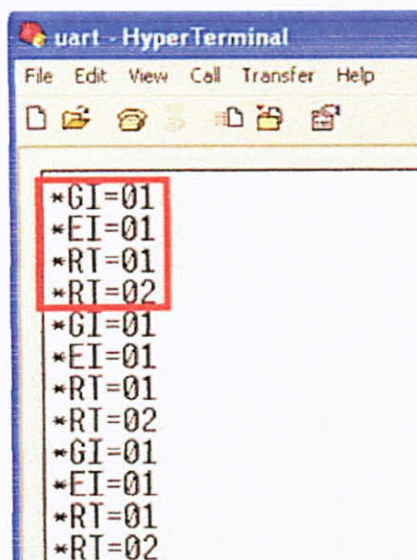 uart - HyperTerminal
File Edit View Call Transfer Help
*GI=01
*EI=01
*RT=01
*RT=02
*GI=01
*EI=01
*RT=01
*RT=02
*GI=01
*EI=01
*RT=01
*RT=02